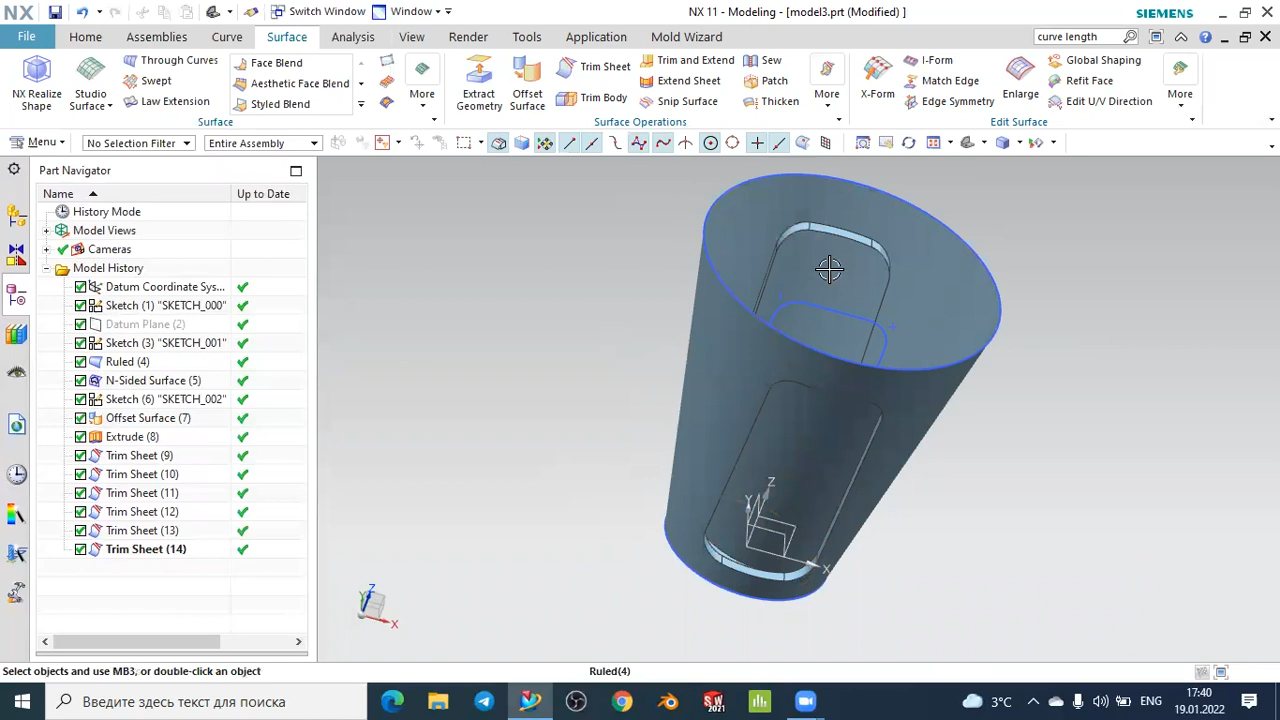 NX Switch Window Window NX 11 - Modeling - [model3.prt (Modified) ] SIEMENS
File Home Assemblies Curve Surface Analysis View Render Tools Application Mold Wizard curve length
NX Realize Shape
Studio Surface
Through Curves
Swept
Law Extension
Face Blend
Aesthetic Face Blend
Styled Blend
More
Surface
Extract Geometry
Offset Surface
Trim Sheet
Trim Body
Trim and Extend
Extend Sheet
Snip Surface
Sew
Patch
Thicken
More
Surface Operations
X-Form
I-Form
Match Edge
Edge Symmetry
Enlarge
Global Shaping
Refit Face
Edit U/V Direction
More
Edit Surface
Menu No Selection Filter Entire Assembly
Part Navigator
Name Up to Date
History Mode
Model Views
Cameras
Model History
Datum Coordinate Sys...
Sketch (1) "SKETCH_000"
Datum Plane (2)
Sketch (3) "SKETCH_001"
Ruled (4)
N-Sided Surface (5)
Sketch (6) "SKETCH_002"
Offset Surface (7)
Extrude (8)
Trim Sheet (9)
Trim Sheet (10)
Trim Sheet (11)
Trim Sheet (12)
Trim Sheet (13)
Trim Sheet (14)
Z
Y
X
Z
Y
X
Select objects and use MB3, or double-click an object Ruled(4)
Введите здесь текст для поиска
SW 2021
3°C ENG 17:40
19.01.2022